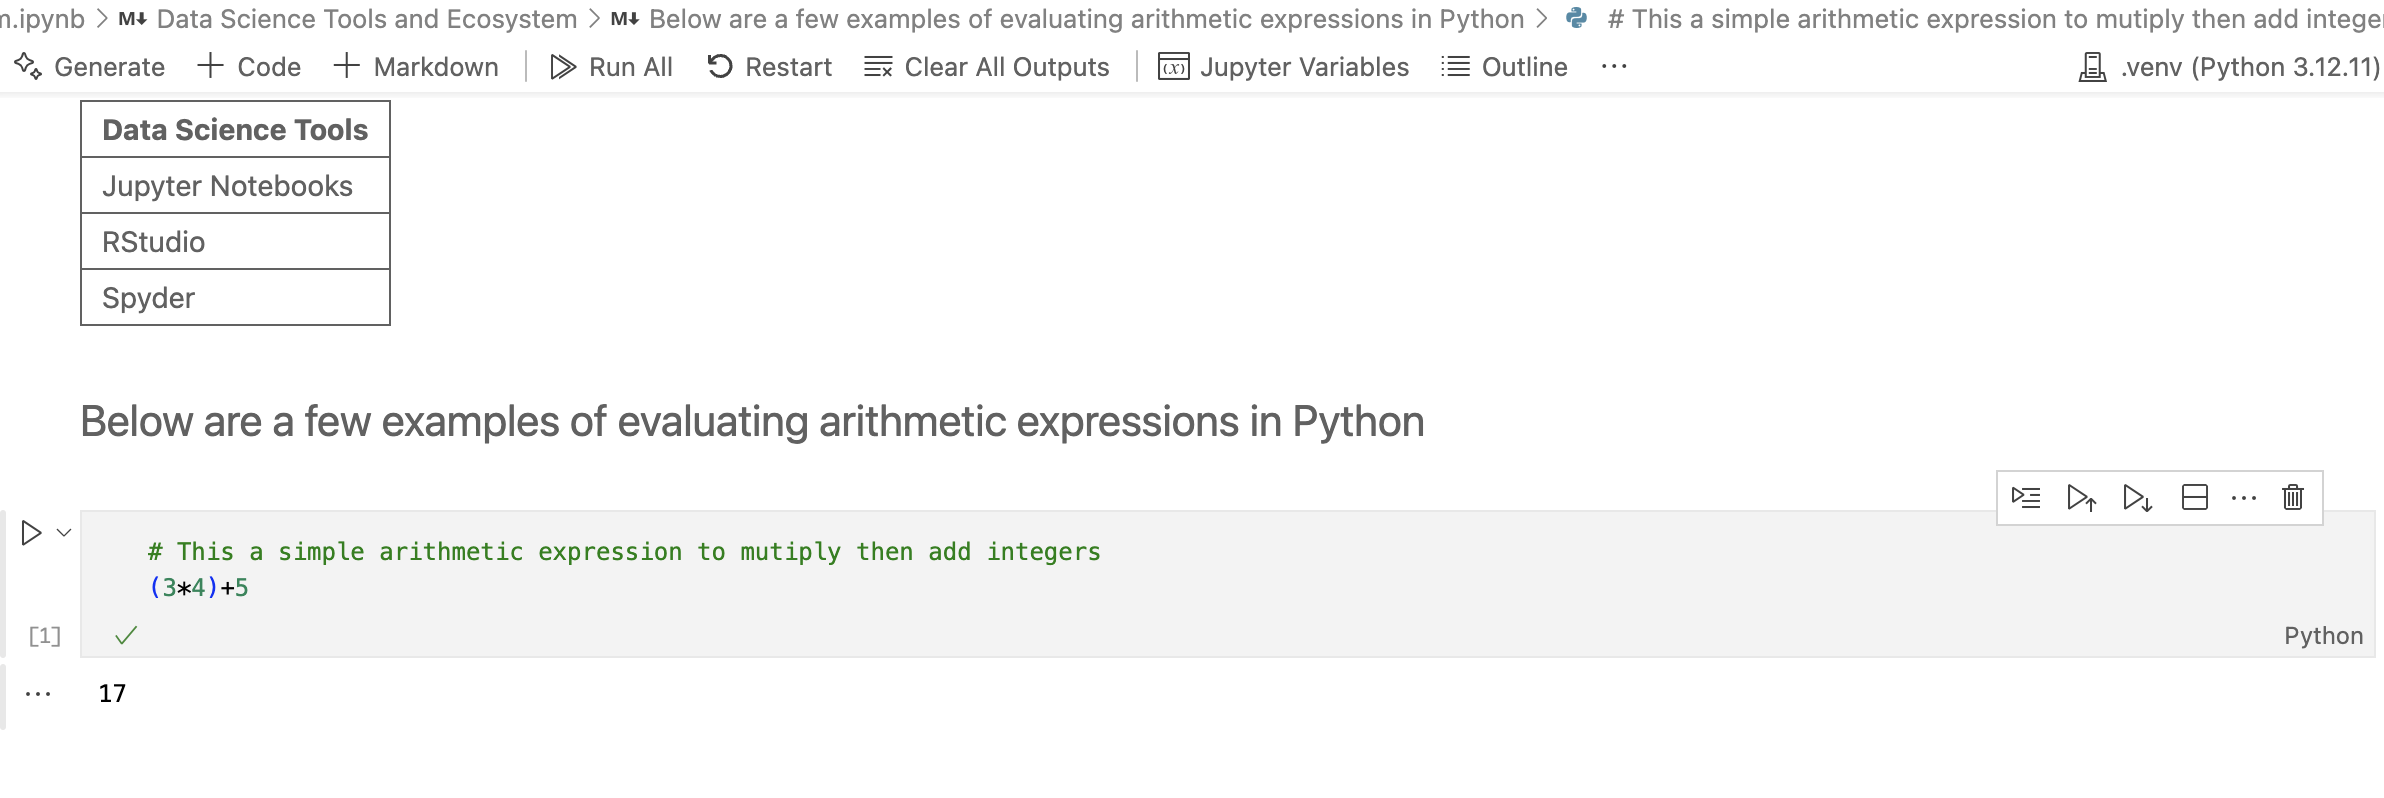 .ipynb > M↓ Data Science Tools and Ecosystem > M↓ Below are a few examples of evaluating arithmetic expressions in Python > # This a simple arithmetic expression to mutiply then add
Generate + Code + Markdown | Run All Restart Clear All Outputs | Jupyter Variables Outline ... .venv (Python 3.12.11)
Data Science Tools
Jupyter Notebooks
RStudio
Spyder
Below are a few examples of evaluating arithmetic expressions in Python
# This a simple arithmetic expression to mutiply then add integers
(3*4)+5
[1] Python
... 17